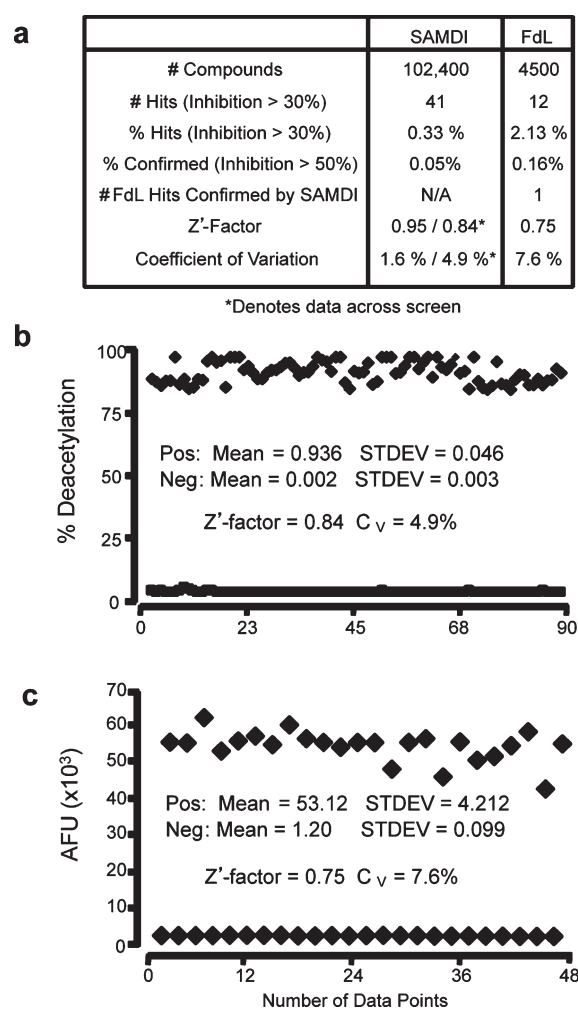 a
SAMDI FdL
# Compounds 102,400 4500
# Hits (Inhibition > 30%) 41 12
% Hits (Inhibition > 30%) 0.33 % 2.13 %
% Confirmed (Inhibition > 50%) 0.05% 0.16%
# FdL Hits Confirmed by SAMDI N/A 1
Z’-Factor 0.95 / 0.84* 0.75
Coefficient of Variation 1.6 % / 4.9 %* 7.6 %
*Denotes data across screen
b
% Deacetylation
100
75
50
25
0
Pos: Mean = 0.936 STDEV = 0.046
Neg: Mean = 0.002 STDEV = 0.003
Z’-factor = 0.84 C V = 4.9%
0 23 45 68 90
c
AFU (x10³)
70
60
50
40
30
20
10
0
Pos: Mean = 53.12 STDEV = 4.212
Neg: Mean = 1.20 STDEV = 0.099
Z’-factor = 0.75 C V = 7.6%
0 12 24 36 48
Number of Data Points